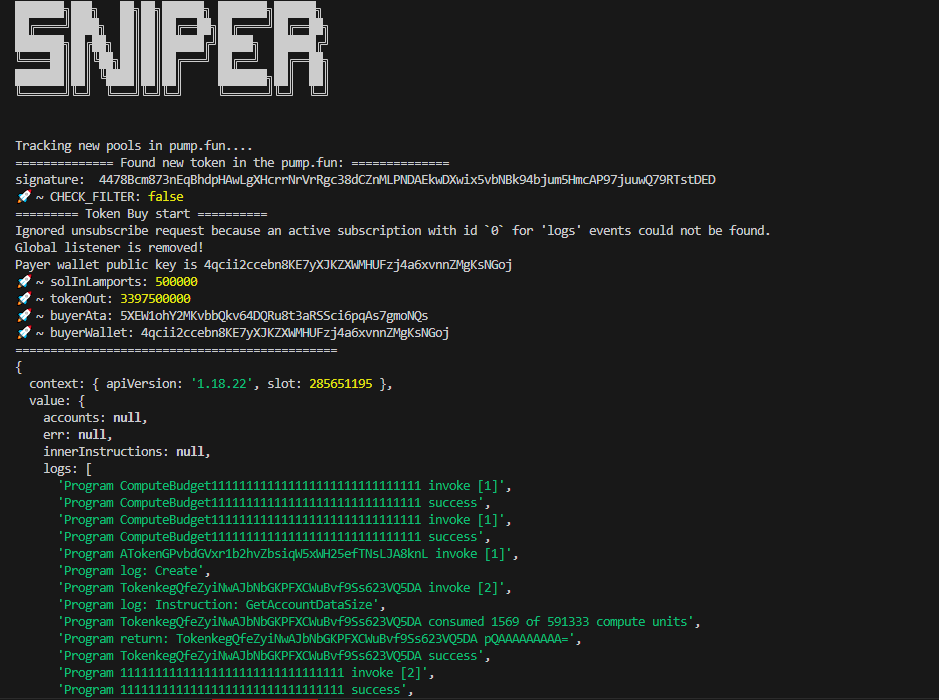 SNIPER
Tracking new pools in pump.fun....
============== Found new token in the pump.fun: ==============
signature:  4478Bcm873nEqBhdpHAwLgXHcrrNrVrRgc38dCZnMLPNDAEkwDXwix5vbNBk94bjum5HmcAP97juuwQ79RTstDED
🚀 ~ CHECK_FILTER: false
========= Token Buy start ==========
Ignored unsubscribe request because an active subscription with id `0` for 'logs' events could not be found.
Global listener is removed!
Payer wallet public key is 4qcii2ccebn8KE7yXJKZXWMHUFzj4a6xvnnZMgKsNGoj
🚀 ~ solInLamports: 500000
🚀 ~ tokenOut: 3397500000
🚀 ~ buyerAta: 5XEW1ohY2MKvbbQkv64DQRu8t3aRSSci6pqAs7gmoNQs
🚀 ~ buyerWallet: 4qcii2ccebn8KE7yXJKZXWMHUFzj4a6xvnnZMgKsNGoj
==============================================
{
  context: { apiVersion: '1.18.22', slot: 285651195 },
  value: {
    accounts: null,
    err: null,
    innerInstructions: null,
    logs: [
      'Program ComputeBudget111111111111111111111111111111 invoke [1]',
      'Program ComputeBudget111111111111111111111111111111 success',
      'Program ComputeBudget111111111111111111111111111111 invoke [1]',
      'Program ComputeBudget111111111111111111111111111111 success',
      'Program ATokenGPvbdGVxr1b2hvZbsiqW5xWH25efTNsLJA8knL invoke [1]',
      'Program log: Create',
      'Program TokenkegQfeZyiNwAJbNbGKPFXCWuBvf9Ss623VQ5DA invoke [2]',
      'Program log: Instruction: GetAccountDataSize',
      'Program TokenkegQfeZyiNwAJbNbGKPFXCWuBvf9Ss623VQ5DA consumed 1569 of 591333 compute units',
      'Program return: TokenkegQfeZyiNwAJbNbGKPFXCWuBvf9Ss623VQ5DA pQAAAAAAAAA=',
      'Program TokenkegQfeZyiNwAJbNbGKPFXCWuBvf9Ss623VQ5DA success',
      'Program 11111111111111111111111111111111 invoke [2]',
      'Program 11111111111111111111111111111111 success',